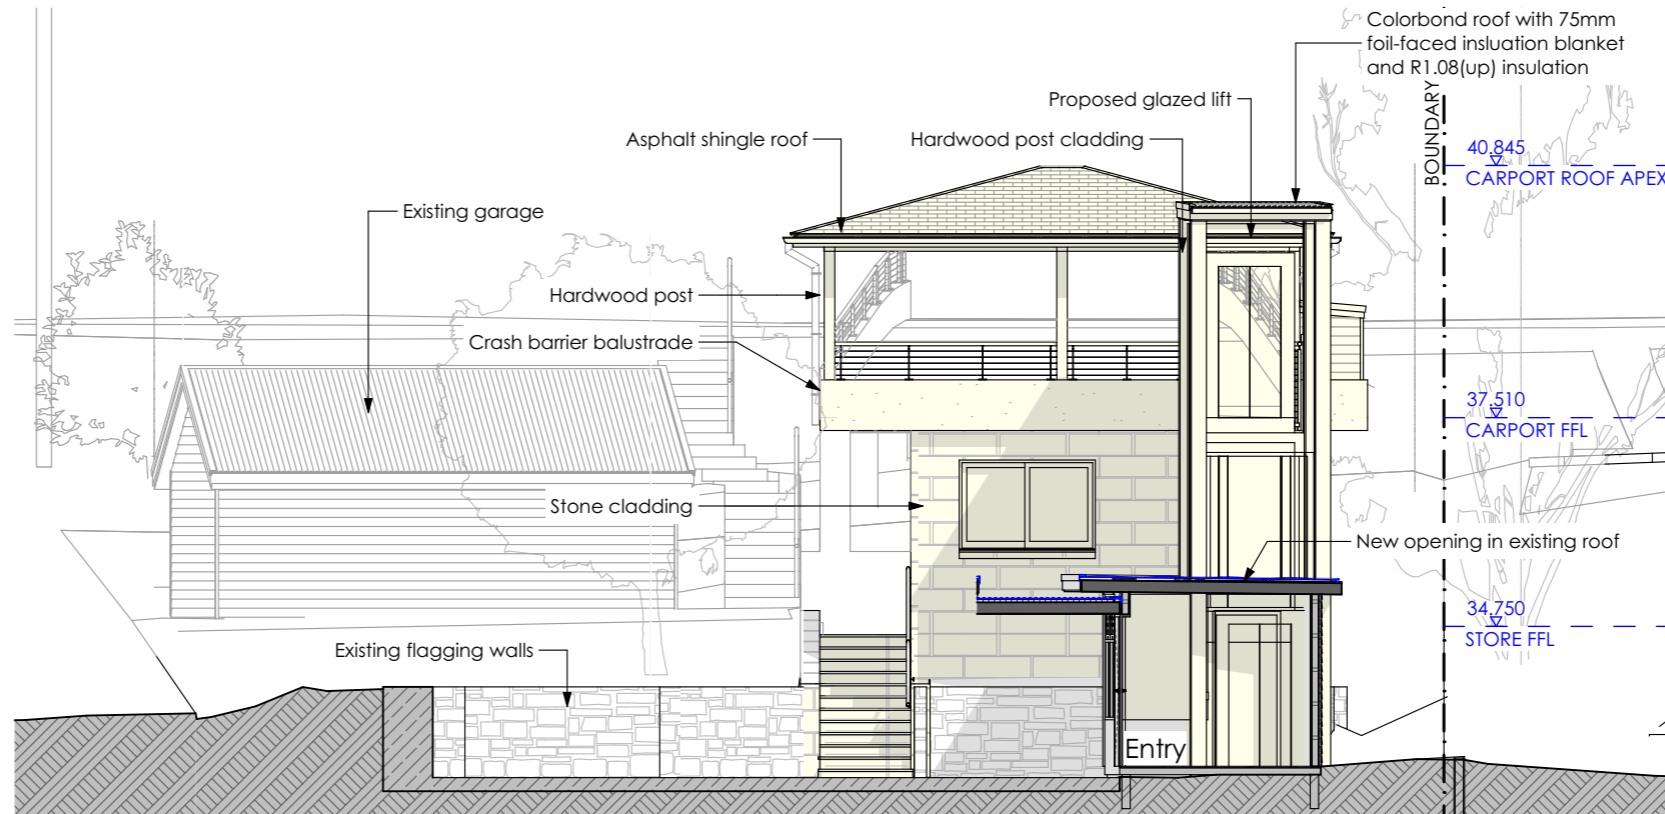 Colorbond roof with 75mm
foil-faced insluation blanket
and R1.08(up) insulation
Proposed glazed lift
Asphalt shingle roof
Hardwood post cladding
BOUNDARY
40.845
CARPORT ROOF APEX
Existing garage
Hardwood post
Crash barrier balustrade
37.510
CARPORT FFL
Stone cladding
New opening in existing roof
34.750
STORE FFL
Existing flagging walls
Entry